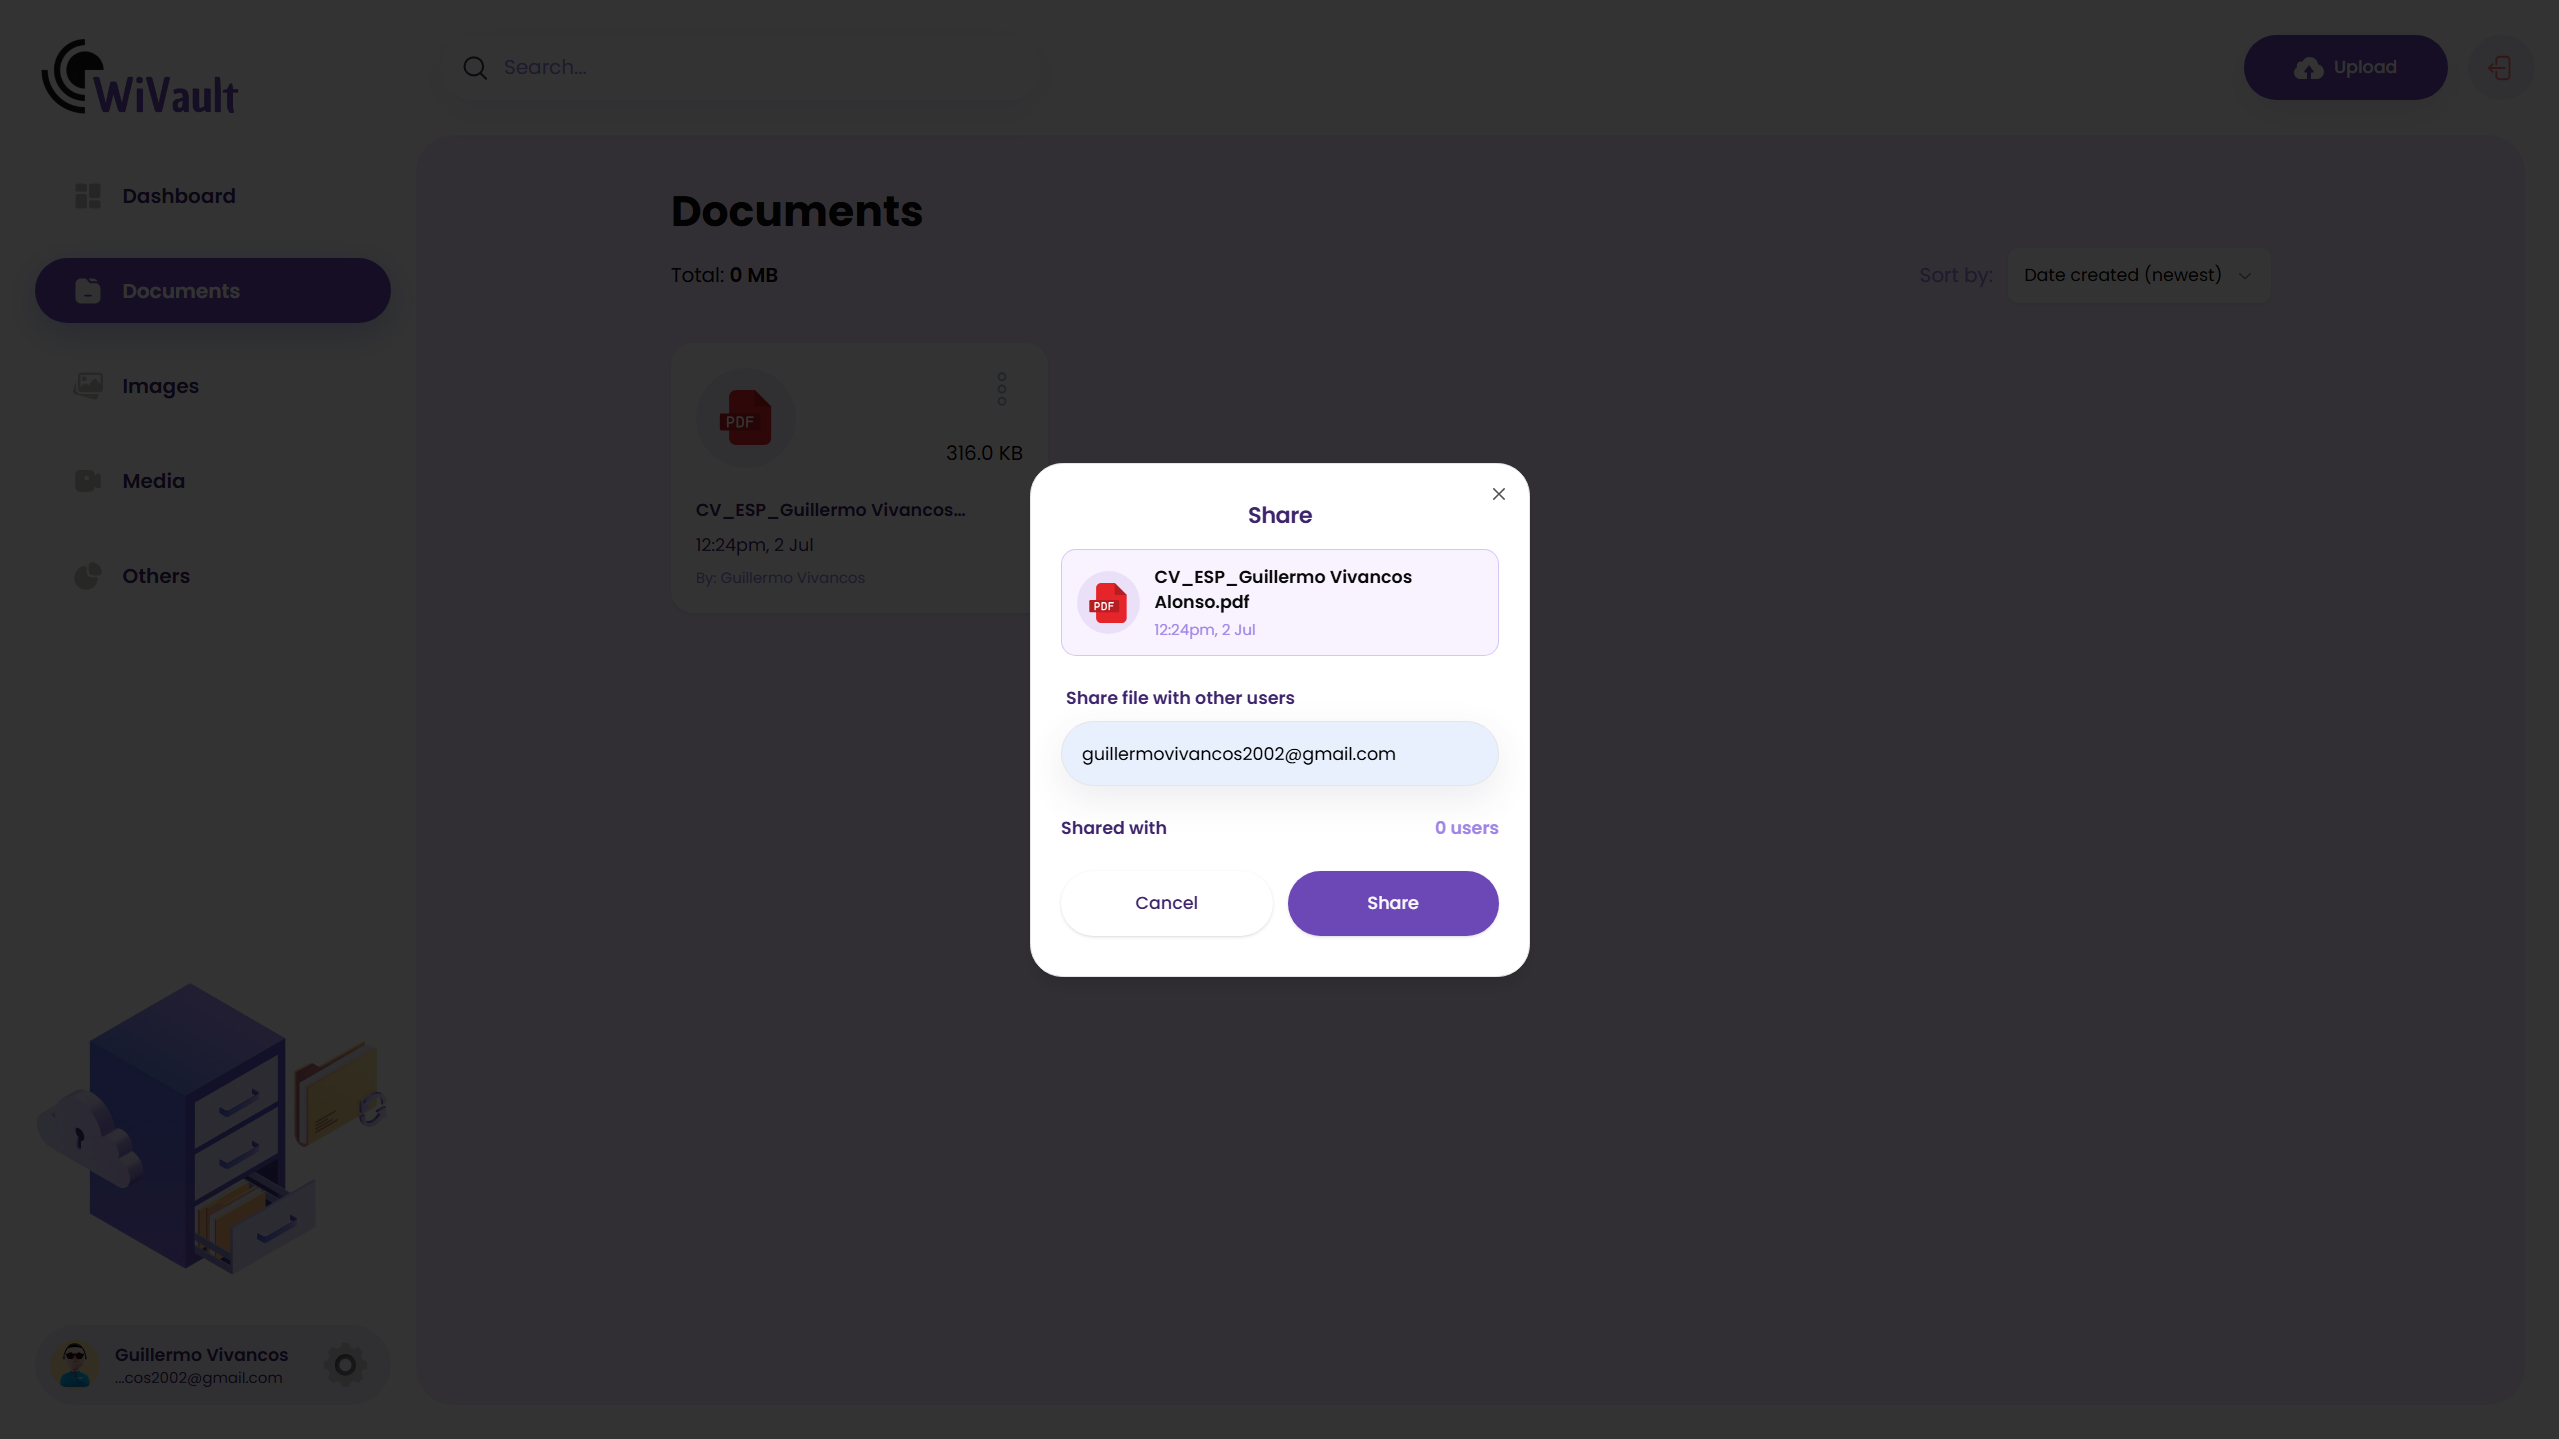 WiVault
Search...
Upload
Dashboard
Documents
Images
Media
Others
Documents
Total: 0 MB
Sort by:
Date created (newest)
PDF
316.0 KB
CV_ESP_Guillermo Vivancos...
12:24pm, 2 Jul
By: Guillermo Vivancos
Share
PDF
CV_ESP_Guillermo Vivancos
Alonso.pdf
12:24pm, 2 Jul
Share file with other users
guillermovivancos2002@gmail.com
Shared with
0 users
Cancel
Share
Guillermo Vivancos
...cos2002@gmail.com